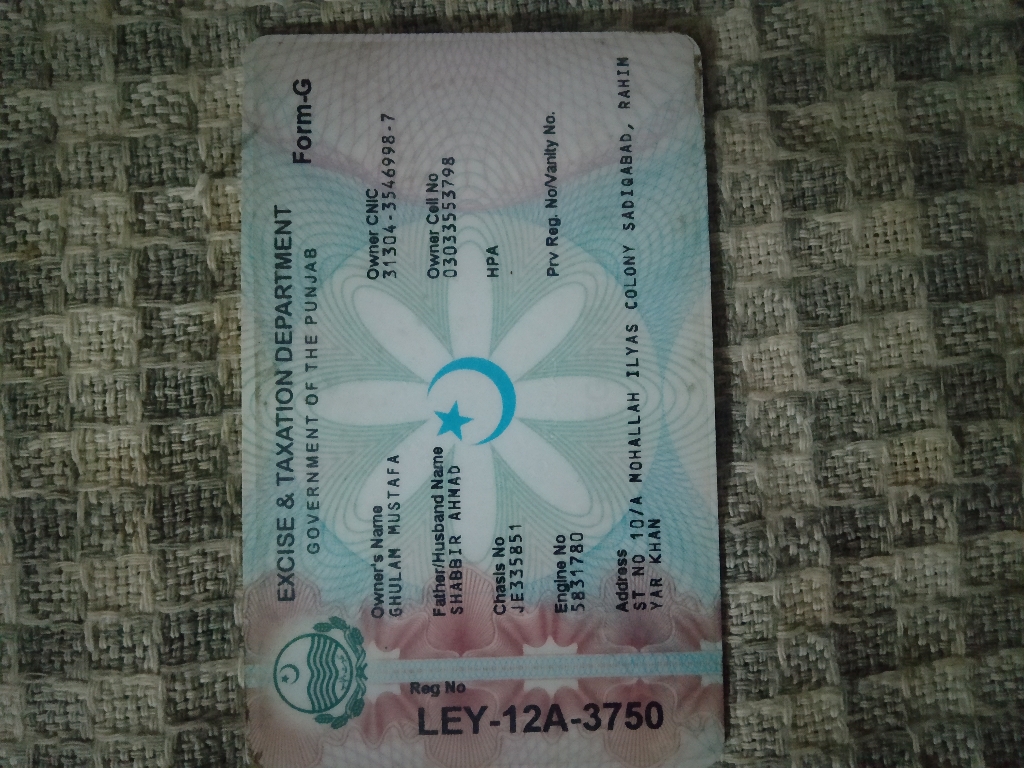 EXCISE & TAXATION DEPARTMENT
GOVERNMENT OF THE PUNJAB
Form-G
Owner's Name
GHULAM MUSTAFA
Owner CNIC
31304-3546998-7
Father/Husband Name
SHABBIR AHMAD
Owner Cell No
03033553798
Chasis No
JE335851
HPA
.
Engine No
5831780
Prv Reg. No/Vanity No.
Address
ST NO 10/A MOHALLAH ILYAS COLONY SADIQABAD, RAHIM
YAR KHAN
Reg No
LEY-12A-3750